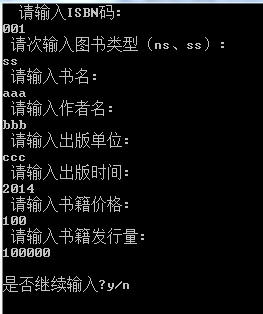 请输入ISBN码：
001
请次输入图书类型（ns、ss）：
ss
请输入书名：
aaa
请输入作者名：
bbb
请输入出版单位：
ccc
请输入出版时间：
2014
请输入书籍价格：
100
请输入书籍发行量：
100000
是否继续输入?y/n